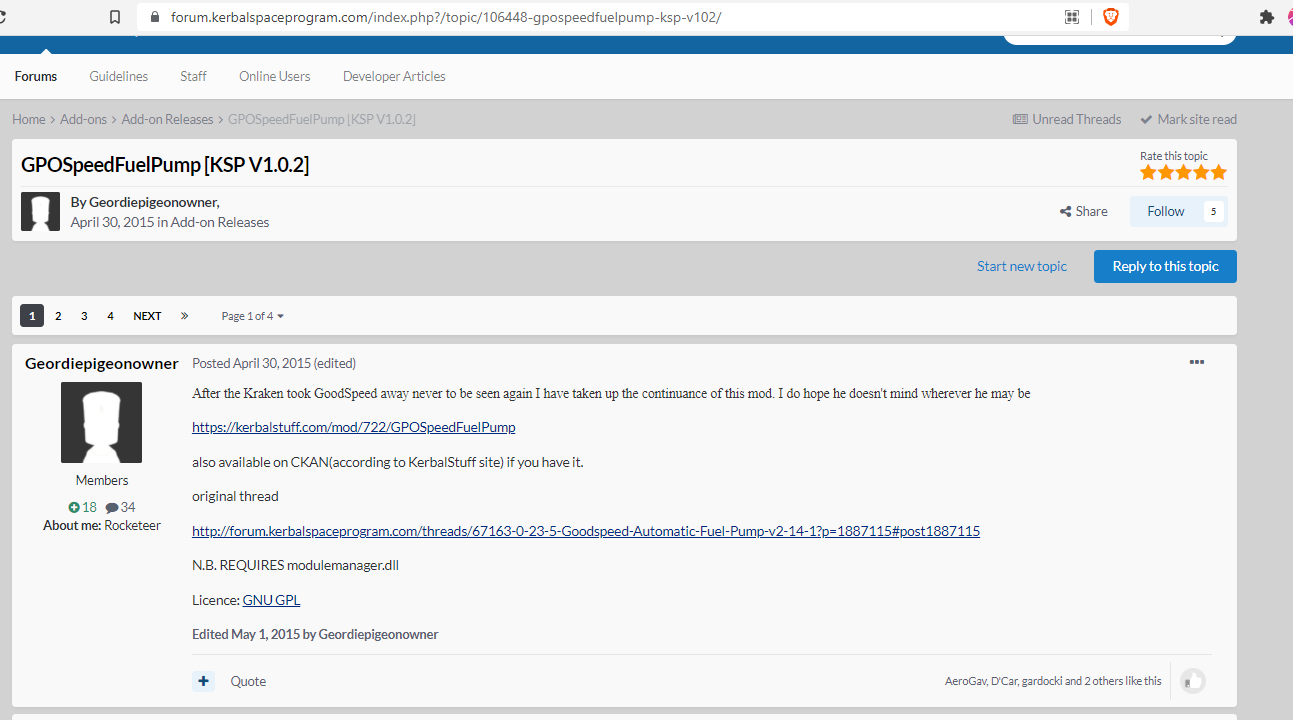 forum.kerbalspaceprogram.com/index.php?/topic/106448-gpospeedfuelpump-ksp-v102/
Forums Guidelines Staff Online Users Developer Articles
Home > Add-ons > Add-on Releases > GPOSpeedFuelPump [KSP V1.0.2] Unread Threads Mark site read
GPOSpeedFuelPump [KSP V1.0.2]
Rate this topic
By Geordiepigeonowner,
April 30, 2015 in Add-on Releases
Share Follow 5
Start new topic Reply to this topic
1 2 3 4 NEXT » Page 1 of 4
Geordiepigeonowner
Members
18 34
About me: Rocketeer
Posted April 30, 2015 (edited)
After the Kraken took GoodSpeed away never to be seen again I have taken up the continuance of this mod. I do hope he doesn't mind wherever he may be
https://kerbalstuff.com/mod/722/GPOSpeedFuelPump
also available on CKAN(according to KerbalStuff site) if you have it.
original thread
http://forum.kerbalspaceprogram.com/threads/67163-0-23-5-Goodspeed-Automatic-Fuel-Pump-v2-14-1?p=1887115#post1887115
N.B. REQUIRES modulemanager.dll
Licence: GNU GPL
Edited May 1, 2015 by Geordiepigeonowner
+ Quote
AeroGav, D'Car, gardocki and 2 others like this